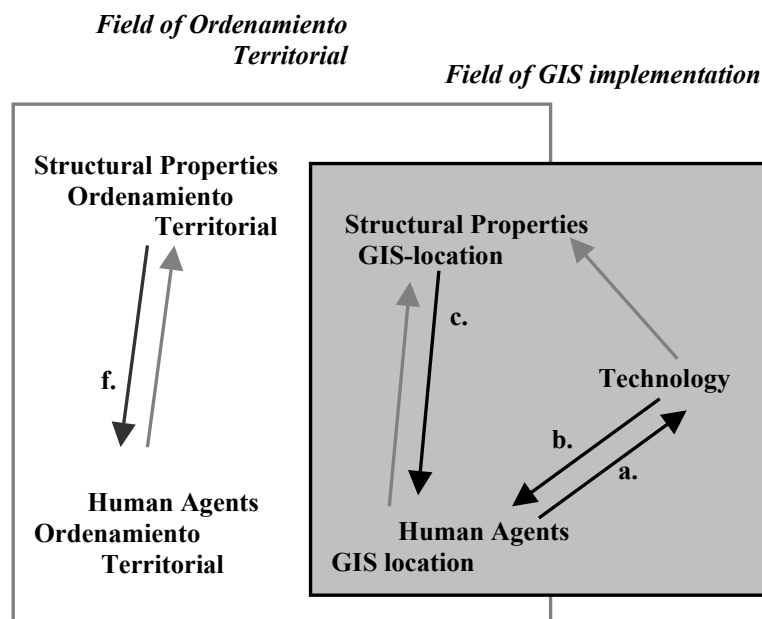 Field of Ordenamiento
Territorial
Field of GIS implementation
Structural Properties
Ordenamiento
Territorial
f.
Human Agents
Ordenamiento
Territorial
Structural Properties
GIS-location
c.
Technology
b.
a.
Human Agents
GIS location